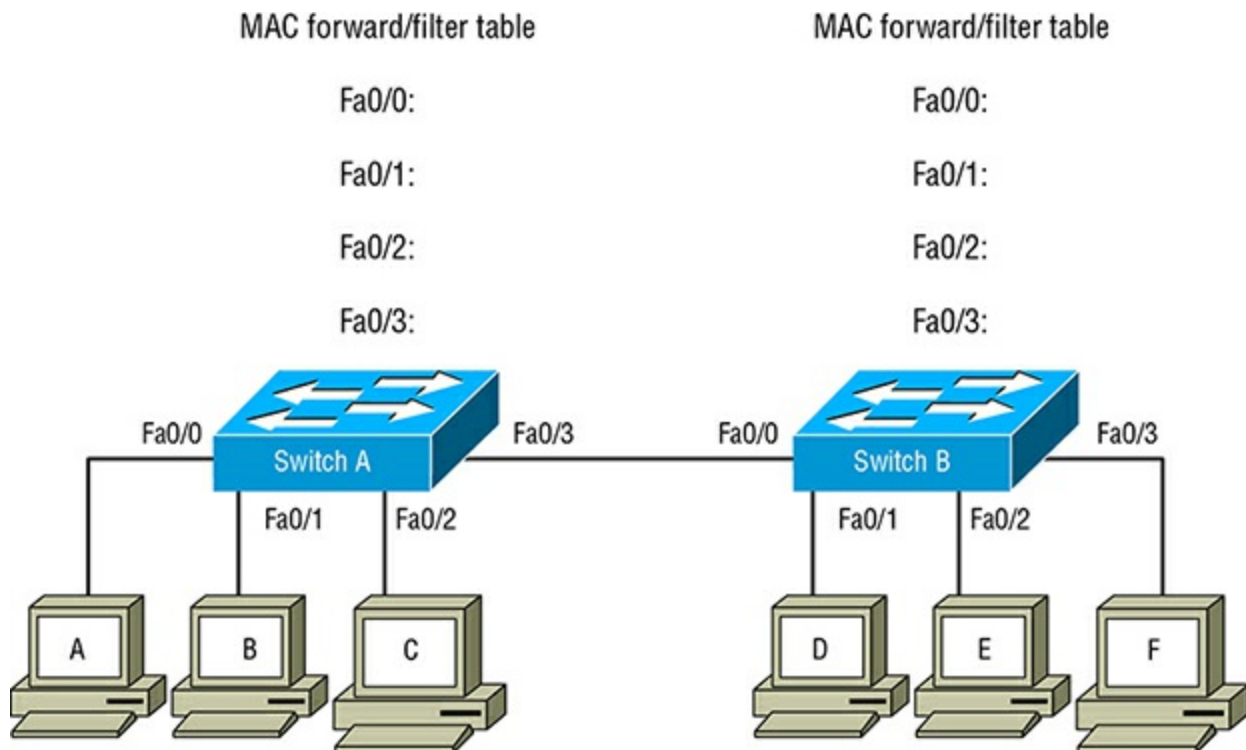 MAC forward/filter table
MAC forward/filter table
Fa0/0:
Fa0/0:
Fa0/1:
Fa0/1:
Fa0/2:
Fa0/2:
Fa0/3:
Fa0/3:
Fa0/0
Fa0/3
Fa0/0
Fa0/3
Switch A
Switch B
Fa0/1
Fa0/2
Fa0/1
Fa0/2
A
B
C
D
E
F